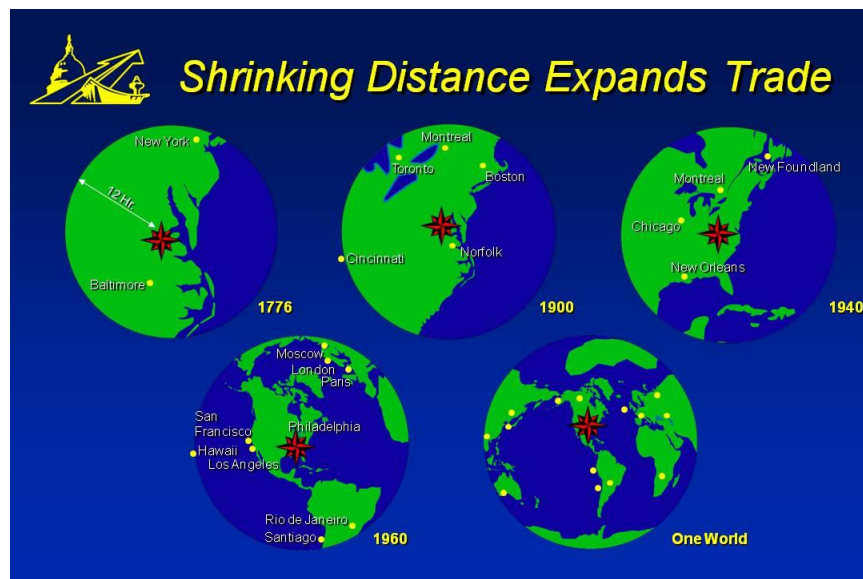 Shrinking Distance Expands Trade
New York
12 Hr.
Baltimore
1776
Montreal
Toronto
Boston
Cincinnati
Norfolk
1900
New Foundland
Montreal
Chicago
New Orleans
1940
Moscow
London
Paris
San
Francisco
Philadelphia
Hawaii
Los Angeles
Rio de Janeiro
Santiago
1960
One World